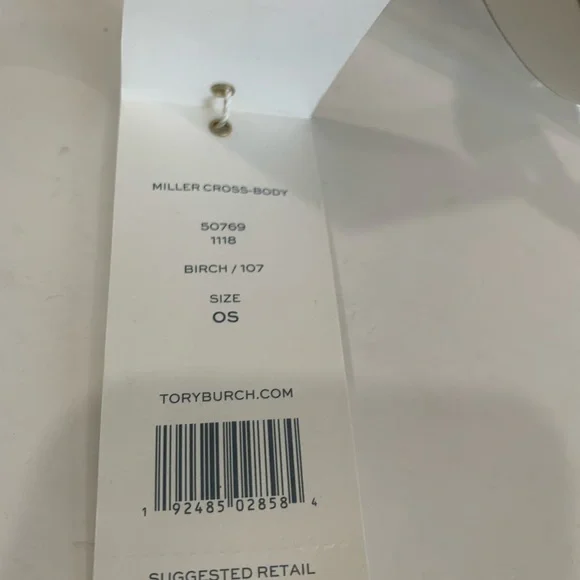 MILLER CROSS-BODY
50769
1118
BIRCH / 107
SIZE
OS
TORYBURCH.COM
1 92485 02858 4
SUGGESTED RETAIL